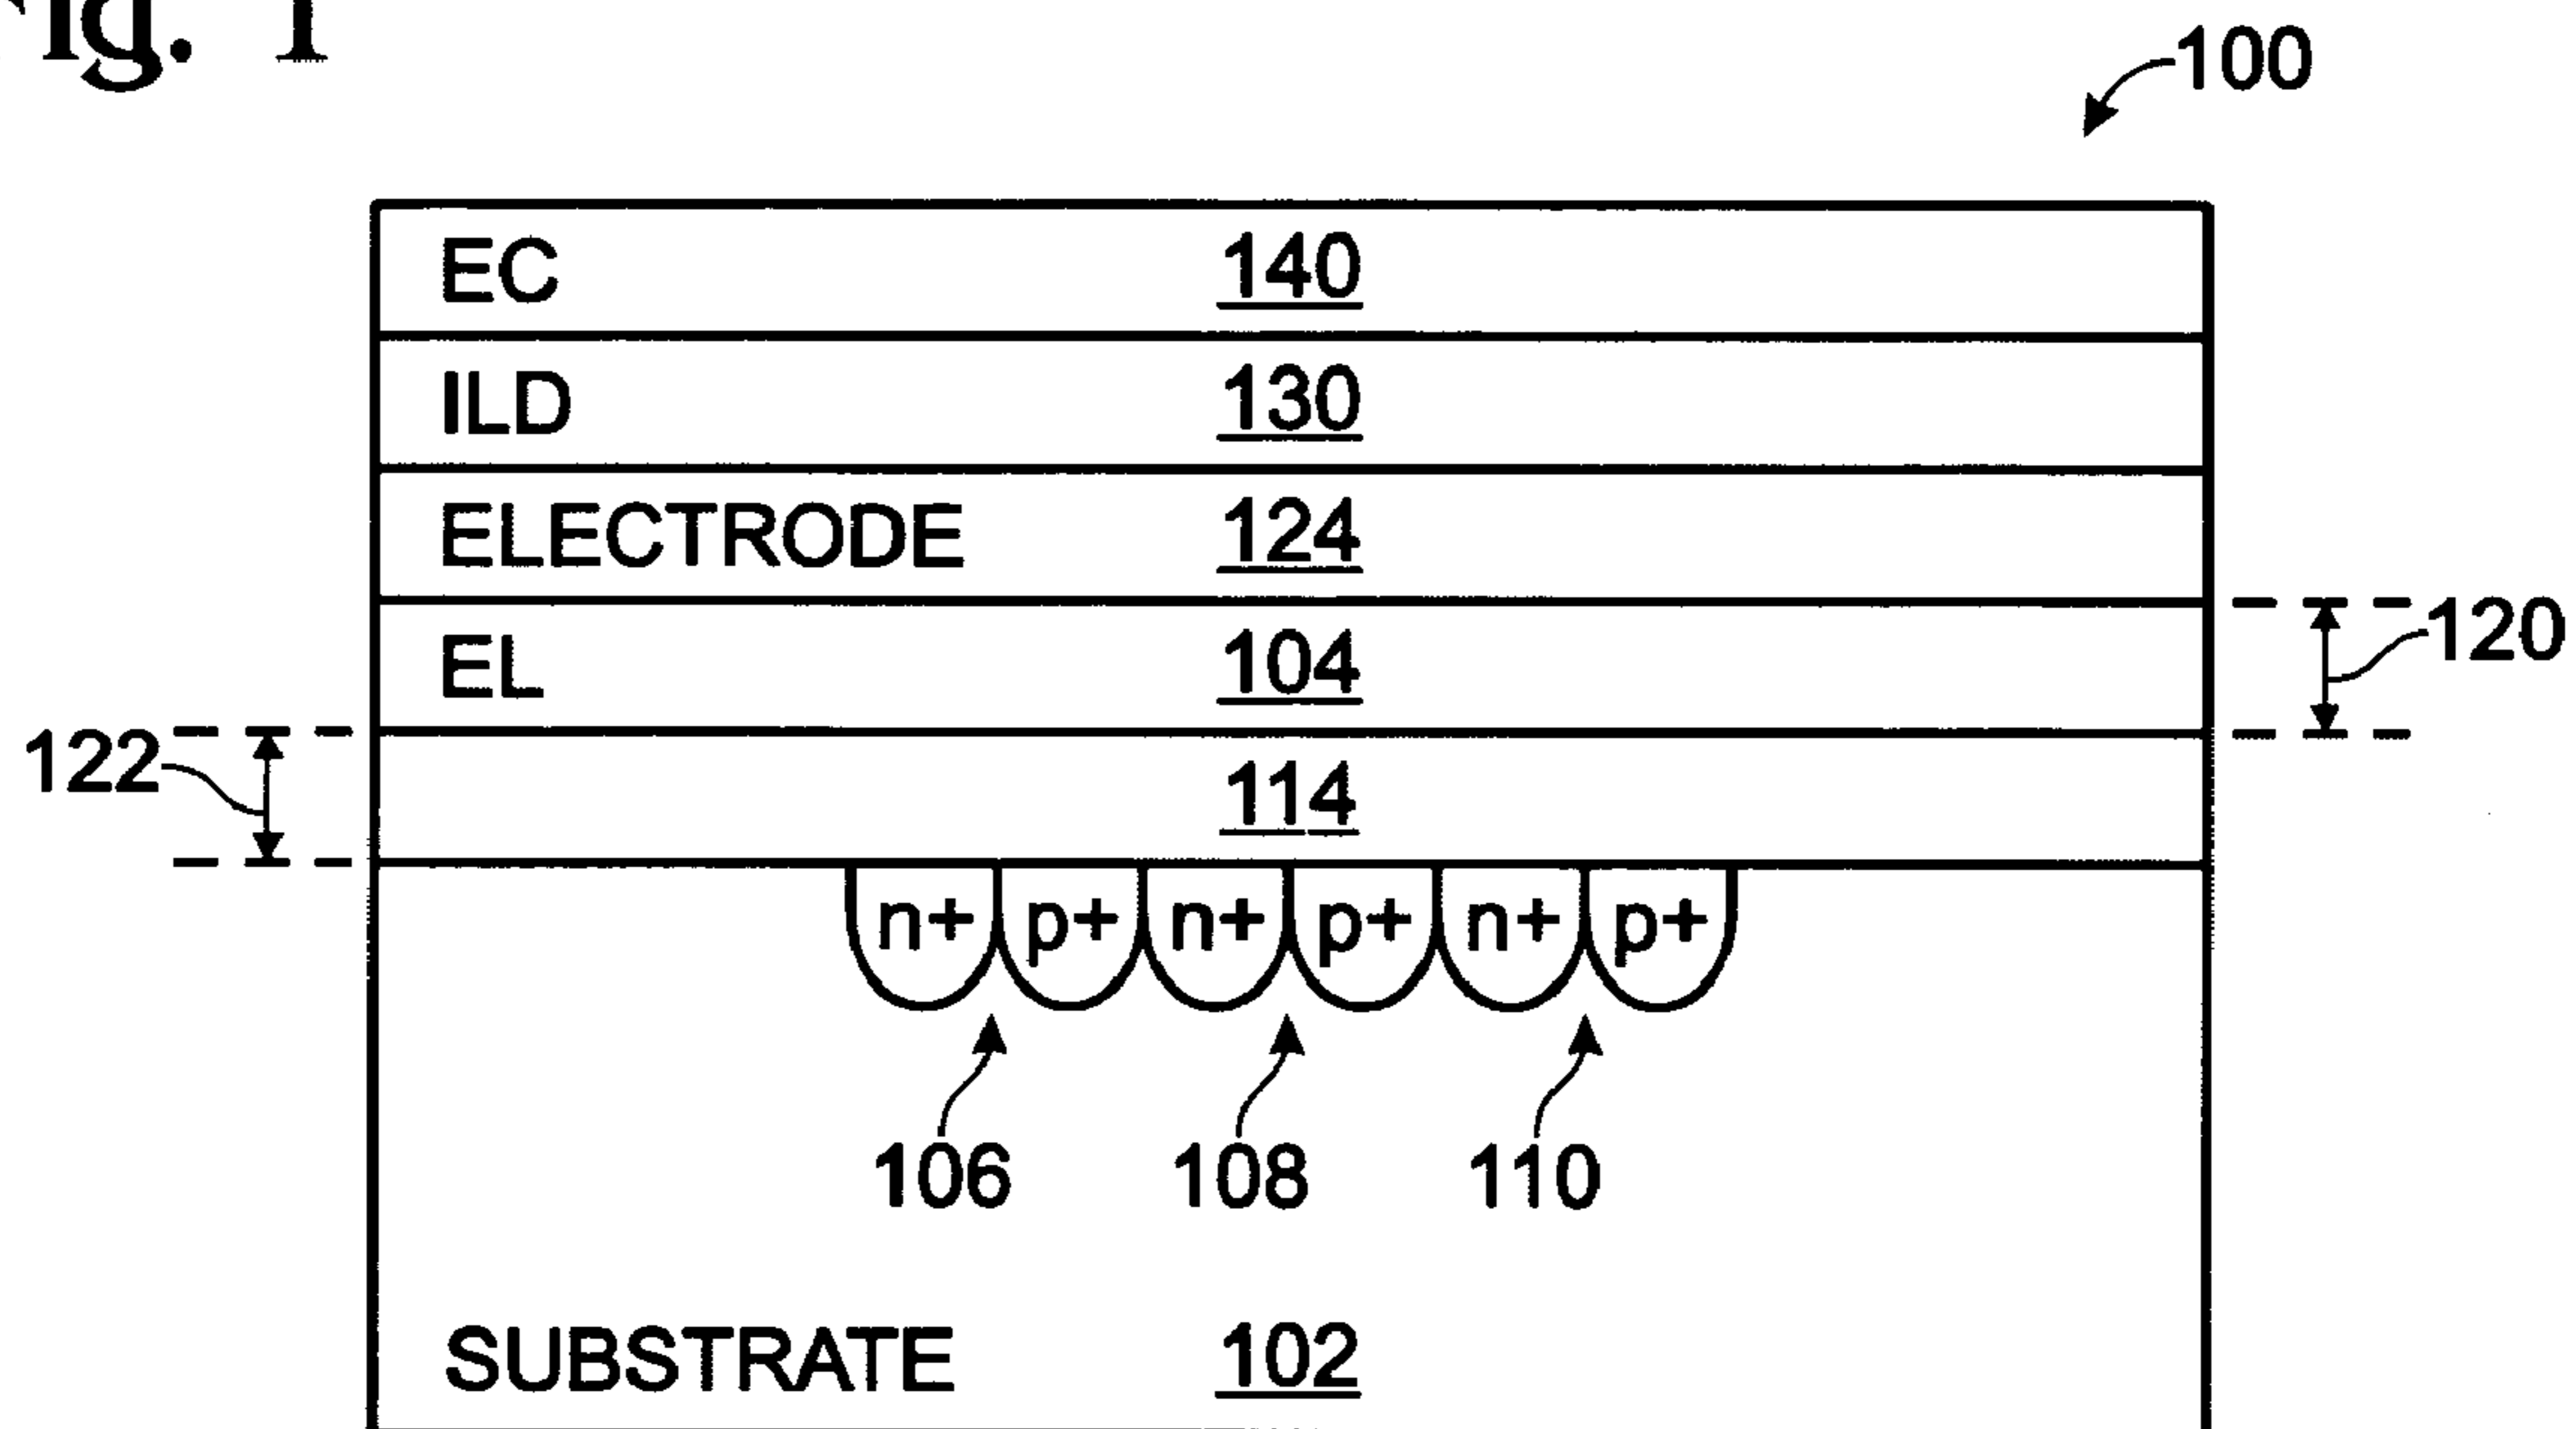 Fig. 1
100
EC 140
ILD 130
ELECTRODE 124
EL 104
120
122
114
n+ p+ n+ p+ n+ p+
106 108 110
SUBSTRATE 102